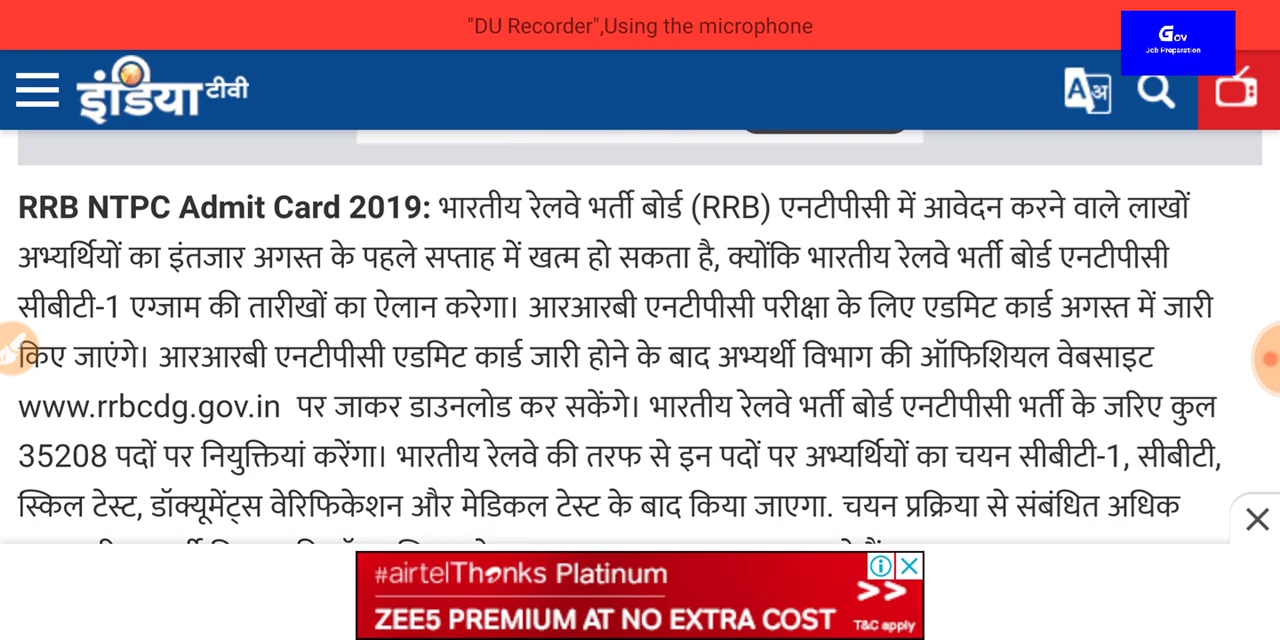 "DU Recorder",Using the microphone
Gov
Job Preparation
इंडिया टीवी
A अ
RRB NTPC Admit Card 2019: भारतीय रेलवे भर्ती बोर्ड (RRB) एनटीपीसी में आवेदन करने वाले लाखों
अभ्यर्थियों का इंतजार अगस्त के पहले सप्ताह में खत्म हो सकता है, क्योंकि भारतीय रेलवे भर्ती बोर्ड एनटीपीसी
सीबीटी-1 एग्जाम की तारीखों का ऐलान करेगा। आरआरबी एनटीपीसी परीक्षा के लिए एडमिट कार्ड अगस्त में जारी
किए जाएंगे। आरआरबी एनटीपीसी एडमिट कार्ड जारी होने के बाद अभ्यर्थी विभाग की ऑफिशियल वेबसाइट
www.rrbcdg.gov.in पर जाकर डाउनलोड कर सकेंगे। भारतीय रेलवे भर्ती बोर्ड एनटीपीसी भर्ती के जरिए कुल
35208 पदों पर नियुक्तियां करेंगा। भारतीय रेलवे की तरफ से इन पदों पर अभ्यर्थियों का चयन सीबीटी-1, सीबीटी,
स्किल टेस्ट, डॉक्यूमेंट्स वेरिफिकेशन और मेडिकल टेस्ट के बाद किया जाएगा. चयन प्रक्रिया से संबंधित अधिक
#airtelThanks Platinum
ZEE5 PREMIUM AT NO EXTRA COST
>>
T&C apply